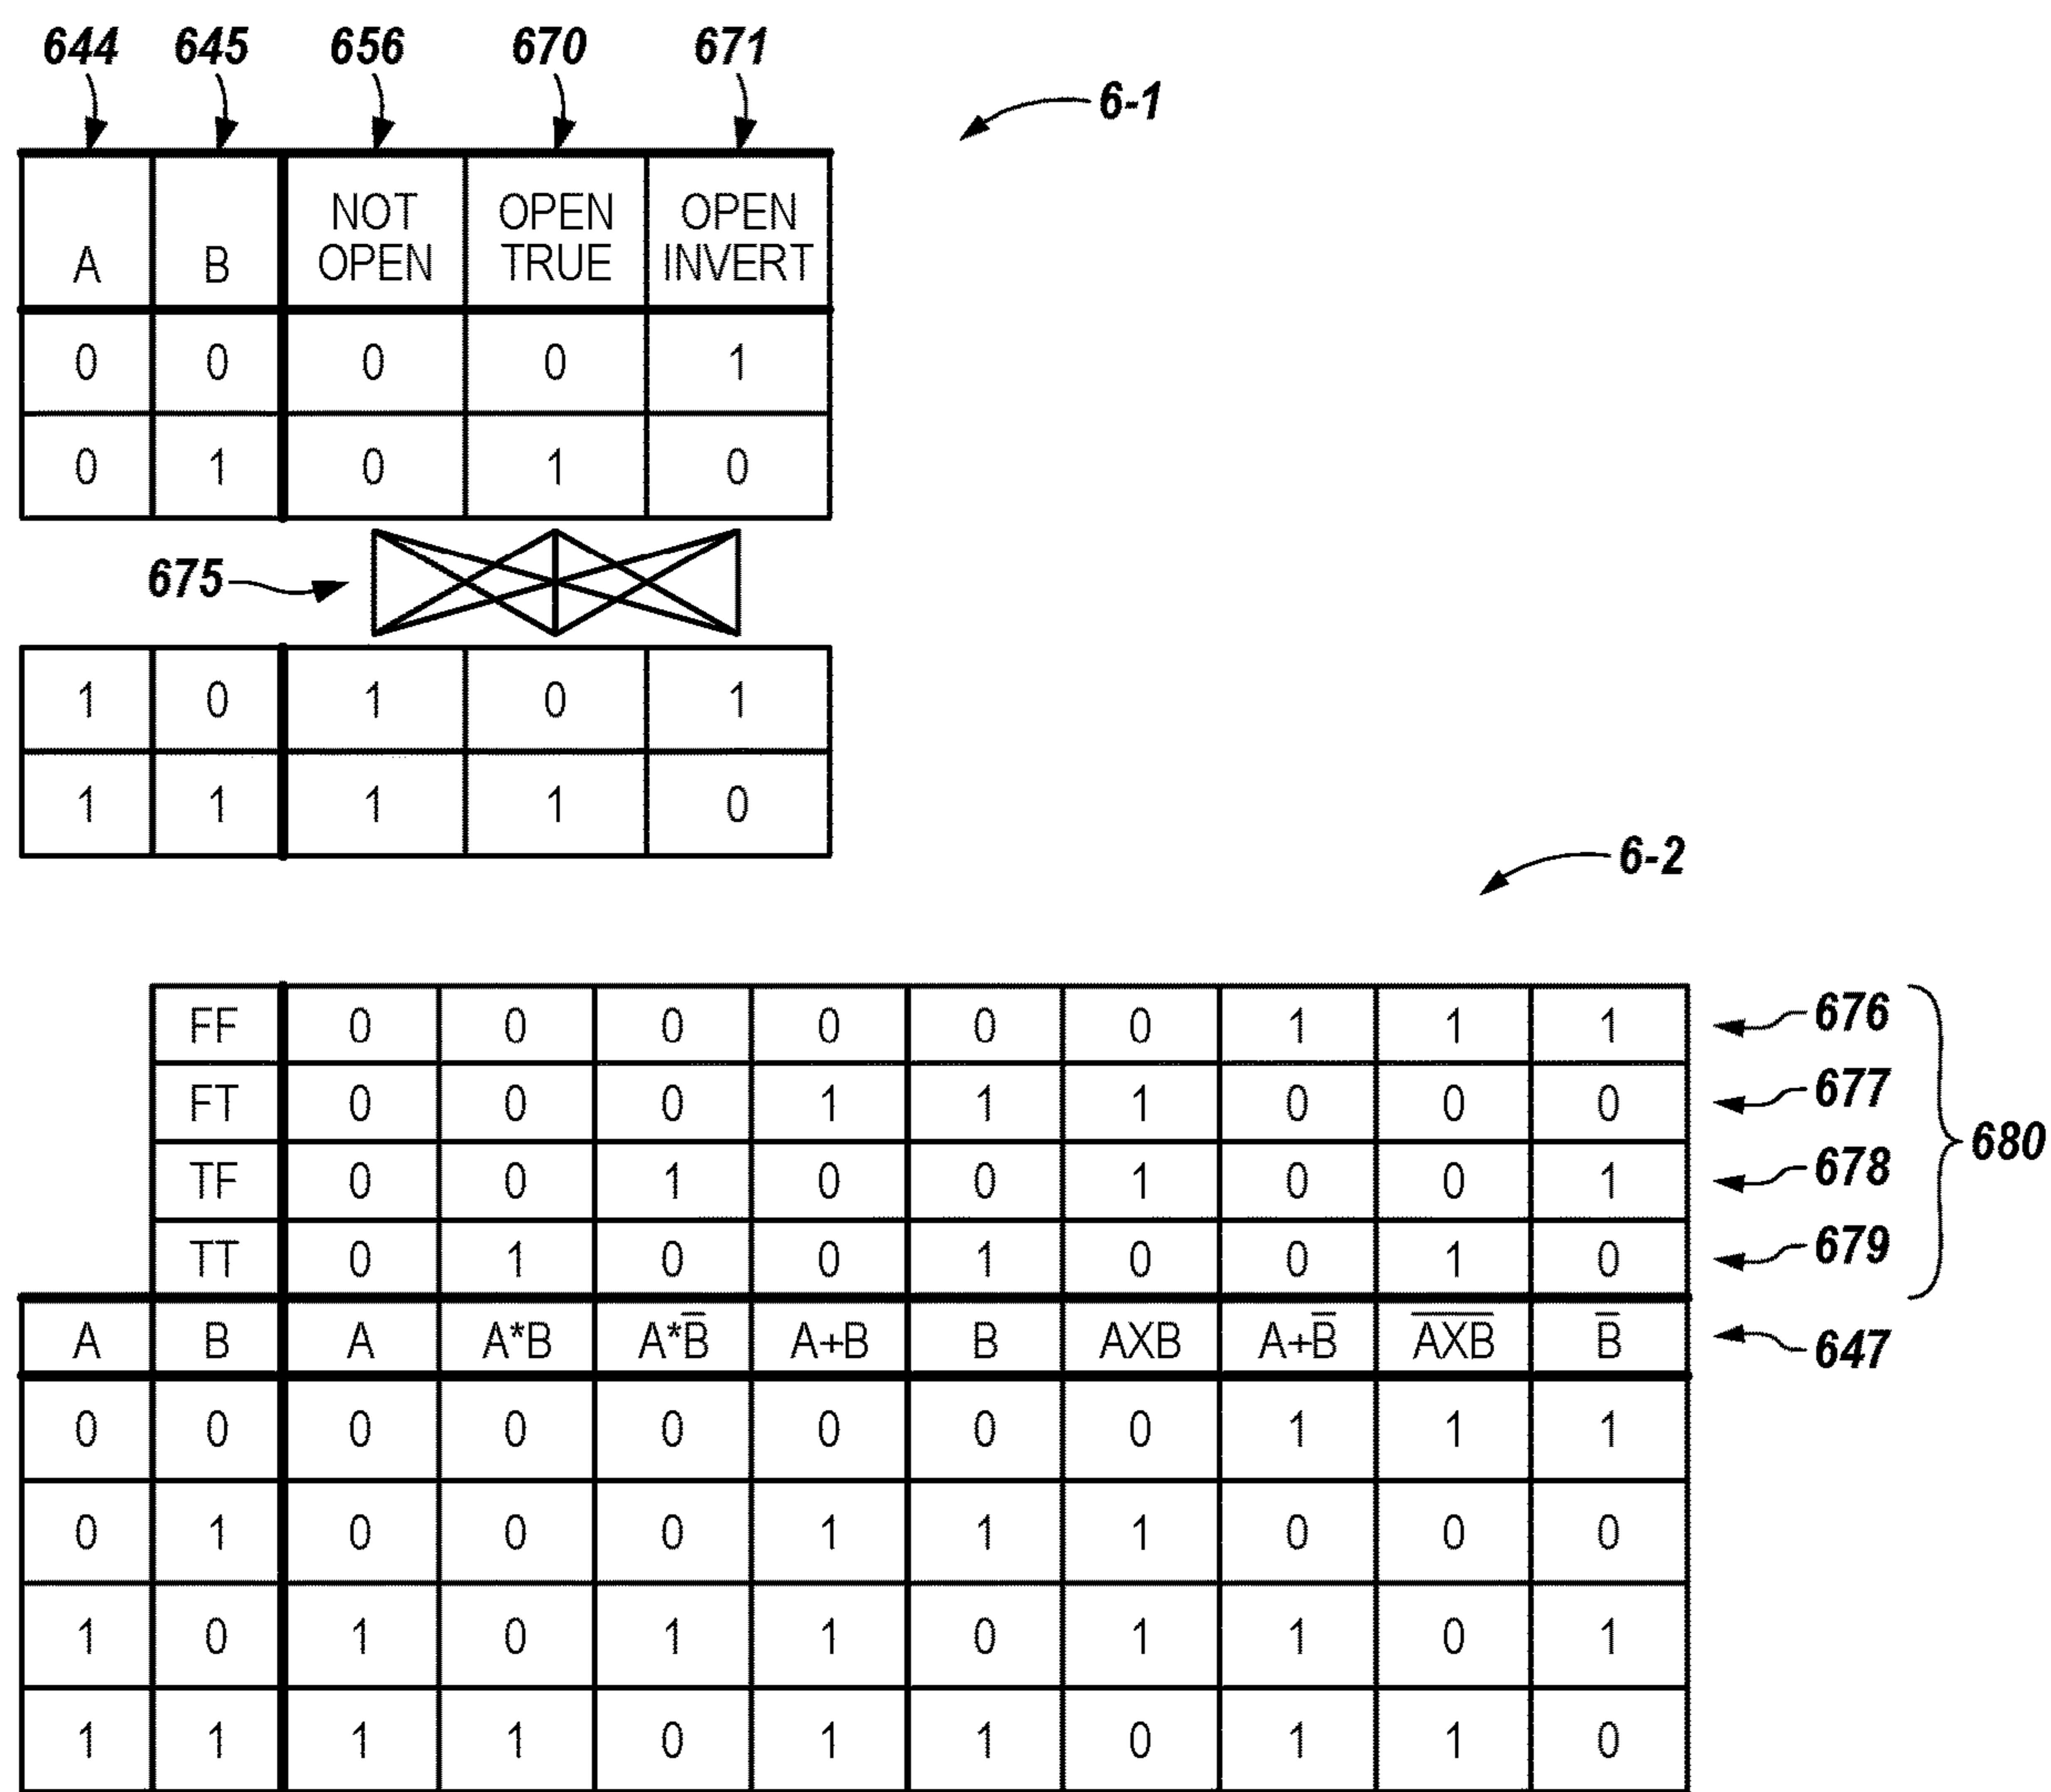 644 645 656 670 671
6-1
A B NOT OPEN OPEN TRUE OPEN INVERT
0 0 0 0 1
0 1 0 1 0
675
1 0 1 0 1
1 1 1 1 0
6-2
FF 0 0 0 0 0 0 1 1 1 676
FT 0 0 0 1 1 1 0 0 0 677
680
TF 0 0 1 0 0 1 0 0 1 678
TT 0 1 0 0 1 0 0 1 0 679
A B A A*B A*B̅ A+B B AXB A+B̅ A̅X̅B̅ B̅ 647
0 0 0 0 0 0 0 0 1 1 1
0 1 0 0 0 1 1 1 0 0 0
1 0 1 0 1 1 0 1 1 0 1
1 1 1 1 0 1 1 0 1 1 0